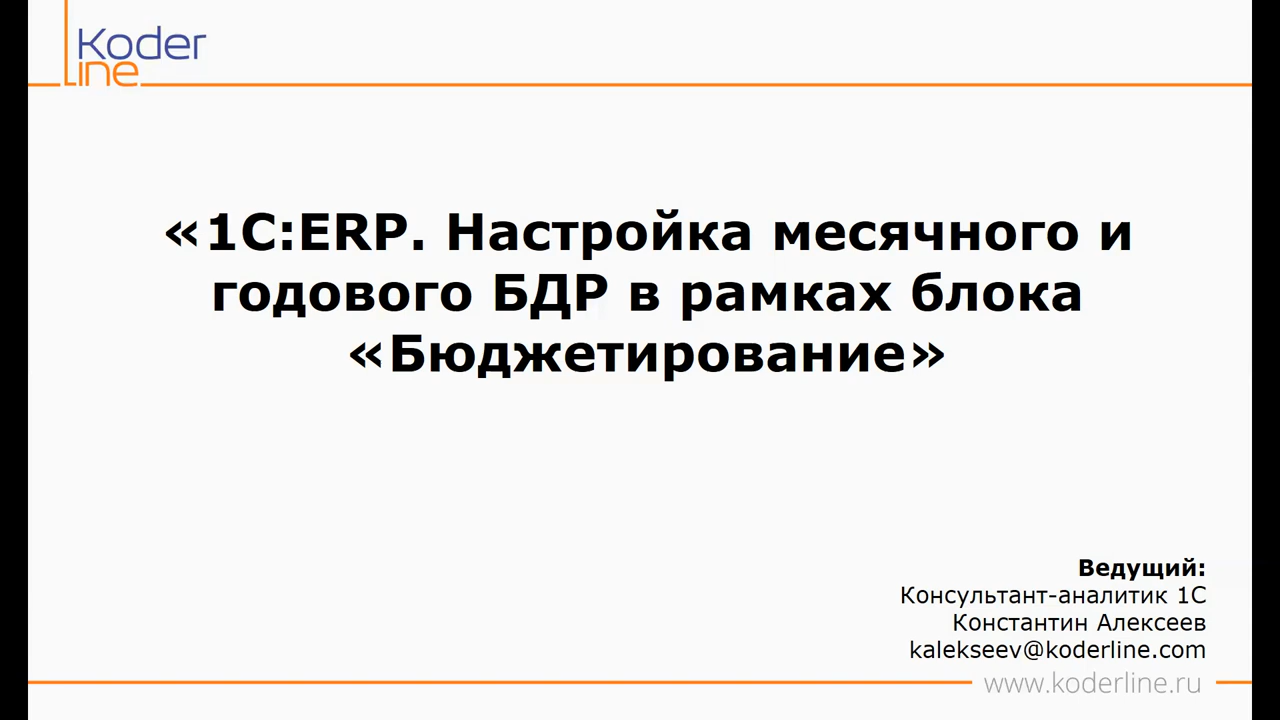 Koder
Line
«1С:ERP. Настройка месячного и
годового БДР в рамках блока
«Бюджетирование»
Ведущий:
Консультант-аналитик 1С
Константин Алексеев
kalekseev@koderline.com
www.koderline.ru